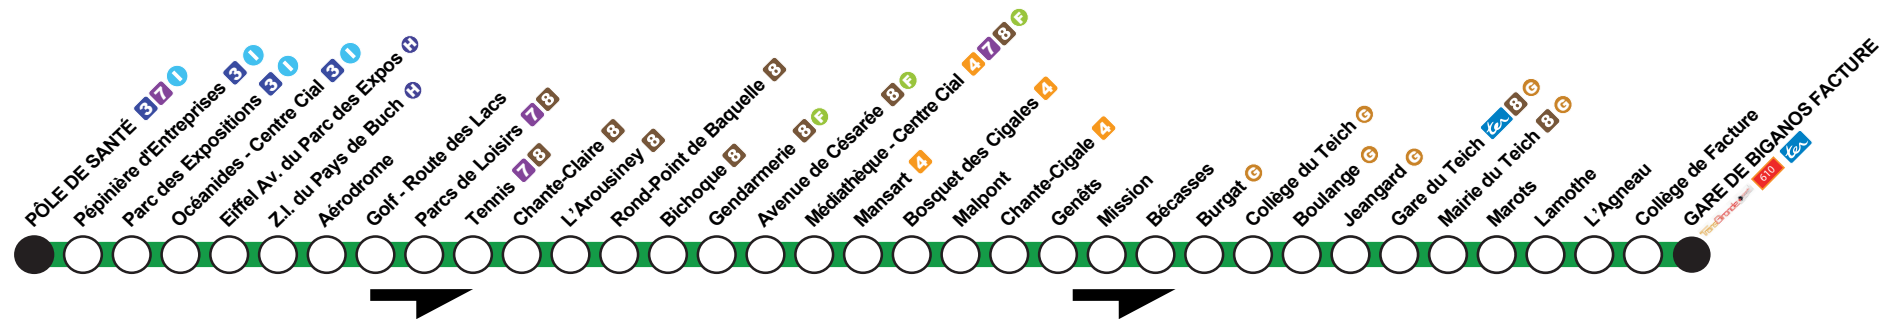 PÔLE DE SANTÉ 3 7 I
Pépinière d'Entreprises 3 I
Parc des Expositions 3 I
Océanides - Centre Cial 3 I
Eiffel Av. du Parc des Expos H
Z.I. du Pays de Buch H
Aérodrome
Golf - Route des Lacs
Parcs de Loisirs 7 8
Tennis 7 8
Chante-Claire 8
L'Arousiney 8
Rond-Point de Baquelle 8
Bichoque 8
Gendarmerie 8 F
Avenue de Césarée 8 F
Médiathèque - Centre Cial 4 7 8 F
Mansart 4
Bosquet des Cigales 4
Malpont
Chante-Cigale 4
Genêts
Mission
Bécasses
Burgat G
Collège du Teich G
Boulange G
Jeangard G
Gare du Teich ter 8 G
Mairie du Teich 8 G
Marots
Lamothe
L'Agneau
Collège de Facture
GARE DE BIGANOS FACTURE
transGironde 610 ter